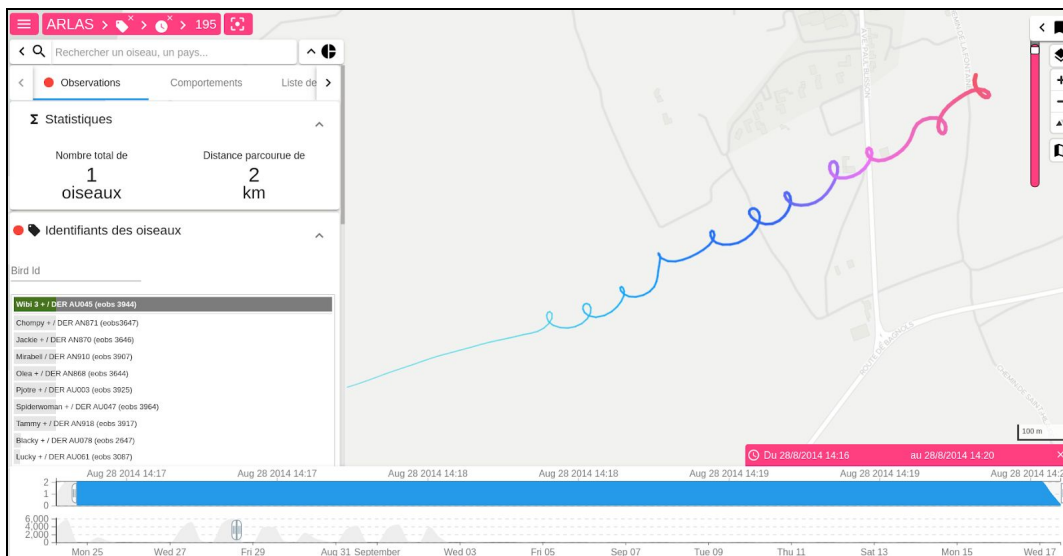 ARLAS > > > 195
Rechercher un oiseau, un pays...
Observations Comportements Liste de
Σ Statistiques
Nombre total de
1
oiseaux
Distance parcourue de
2
km
Identifiants des oiseaux
Bird Id
Wibi 3 + / DER AU045 (eobs 3944)
Chompy + / DER AN871 (eobs3647)
Jackie + / DER AN870 (eobs 3646)
Mirabell / DER AN910 (eobs 3907)
Olea + / DER AN868 (eobs 3644)
Pjotre + / DER AU003 (eobs 3925)
Spiderwoman + / DER AU047 (eobs 3964)
Tammy + / DER AN918 (eobs 3917)
Blacky + / DER AU078 (eobs 2647)
Lucky + / DER AU061 (eobs 3087)
CHEMIN DE LA FONTAINE
ROUTE DE BAGNOLS
100 m
Du 28/8/2014 14:16 au 28/8/2014 14:20
Aug 28 2014 14:17 Aug 28 2014 14:17 Aug 28 2014 14:18 Aug 28 2014 14:18 Aug 28 2014 14:19 Aug 28 2014 14:19
2
1
0
6,000
4,000
2,000
Mon 25 Wed 27 Fri 29 Aug 31 September Wed 03 Fri 05 Sep 07 Tue 09 Thu 11 Sat 13 Mon 15 Wed 17